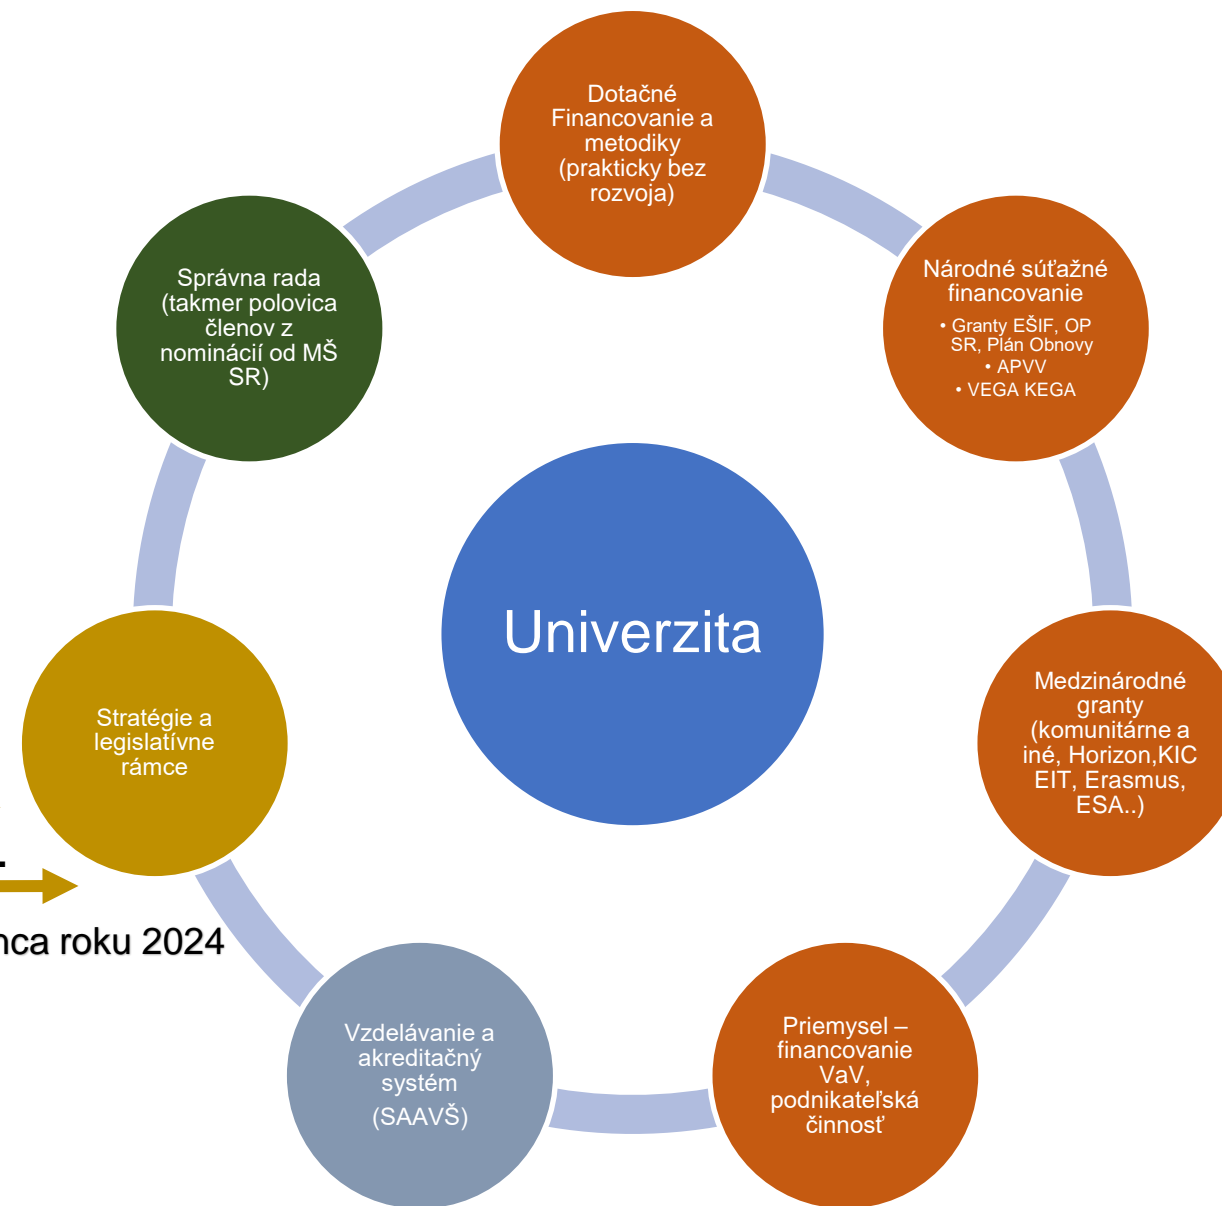 Dotačné
Financovanie a
metodiky
(prakticky bez
rozvoja)
Národné súťažné
financovanie
• Granty EŠIF, OP
SR, Plán Obnovy
• APVV
• VEGA KEGA
Medzinárodné
granty
(komunitárne a
iné, Horizon,KIC
EIT, Erasmus,
ESA..)
Priemysel –
financovanie
VaV,
podnikateľská
činnosť
Vzdelávanie a
akreditačný
systém
(SAAVŠ)
Stratégie a
legislatívne
rámce
Správna rada
(takmer polovica
členov z
nominácií od MŠ
SR)
Univerzita
roku 2024